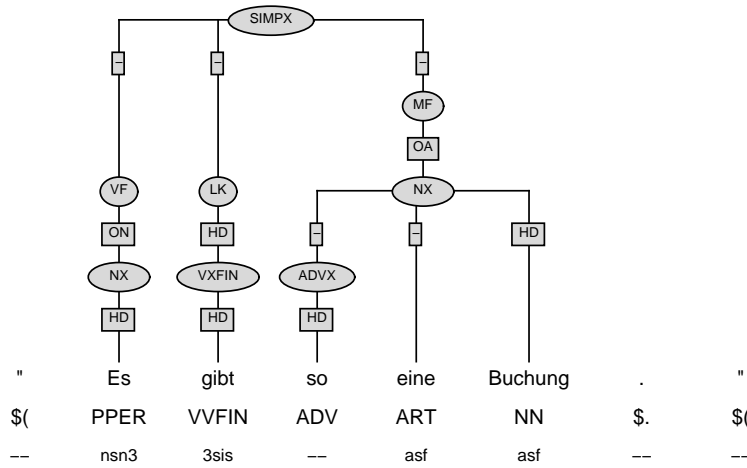 SIMPX
– – –
MF
OA
VF LK NX
ON HD – – HD
NX VXFIN ADVX
HD HD HD
" Es gibt so eine Buchung . "
$( PPER VVFIN ADV ART NN $. $(
–– nsn3 3sis –– asf asf –– ––